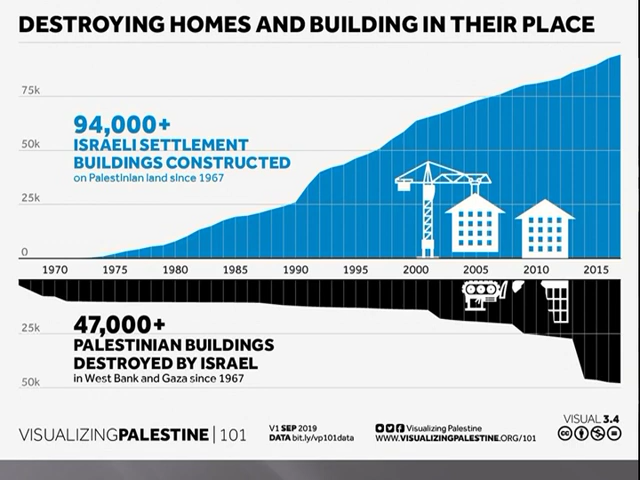 DESTROYING HOMES AND BUILDING IN THEIR PLACE
75k
94,000+
ISRAELI SETTLEMENT
50k
BUILDINGS CONSTRUCTED
on Palestinian land since 1967
25k
0
1970 1975 1980 1985 1990 1995 2000 2005 2010 2015
47,000+
25k
PALESTINIAN BUILDINGS
DESTROYED BY ISRAEL
in West Bank and Gaza since 1967
50k
VISUAL 3.4
VISUALIZINGPALESTINE | 101
V1 SEP 2019
DATA bit.ly/vp101data
Visualizing Palestine
WWW.VISUALIZINGPALESTINE.ORG/101